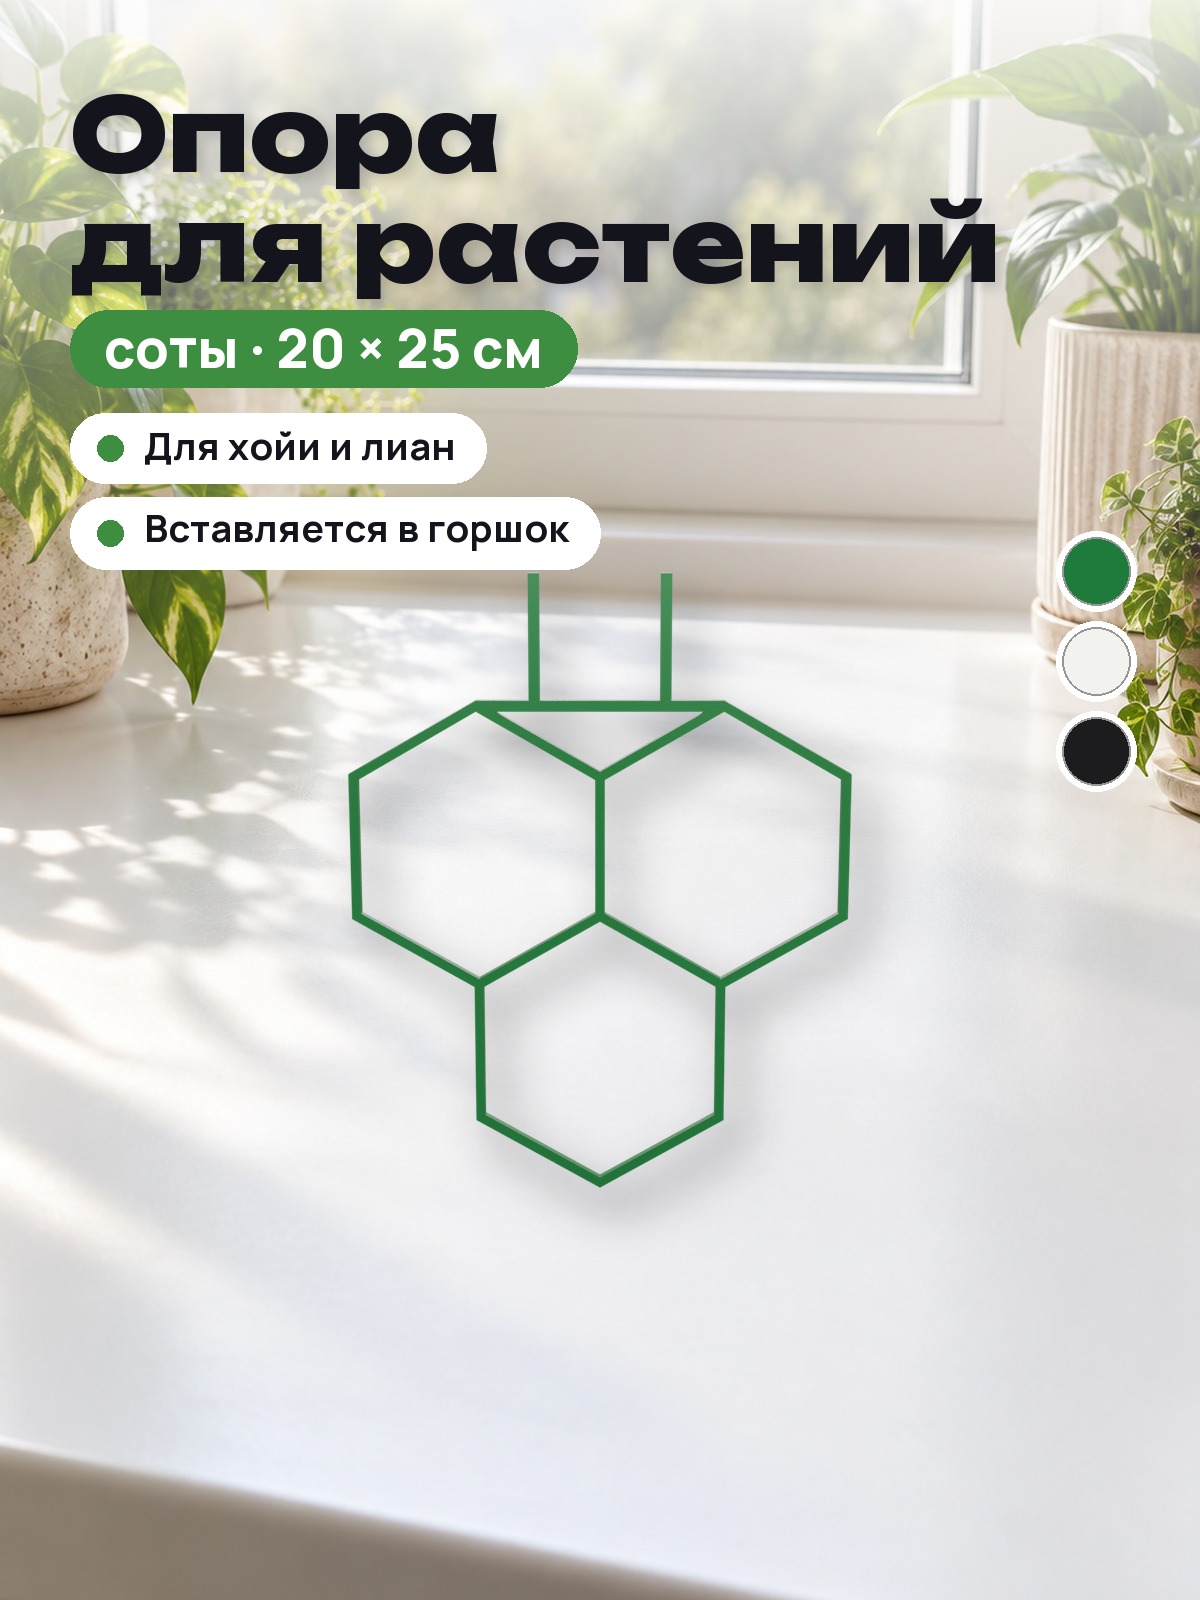 Опора
для растений
соты · 20 × 25 см
Для хойи и лиан
Вставляется в горшок